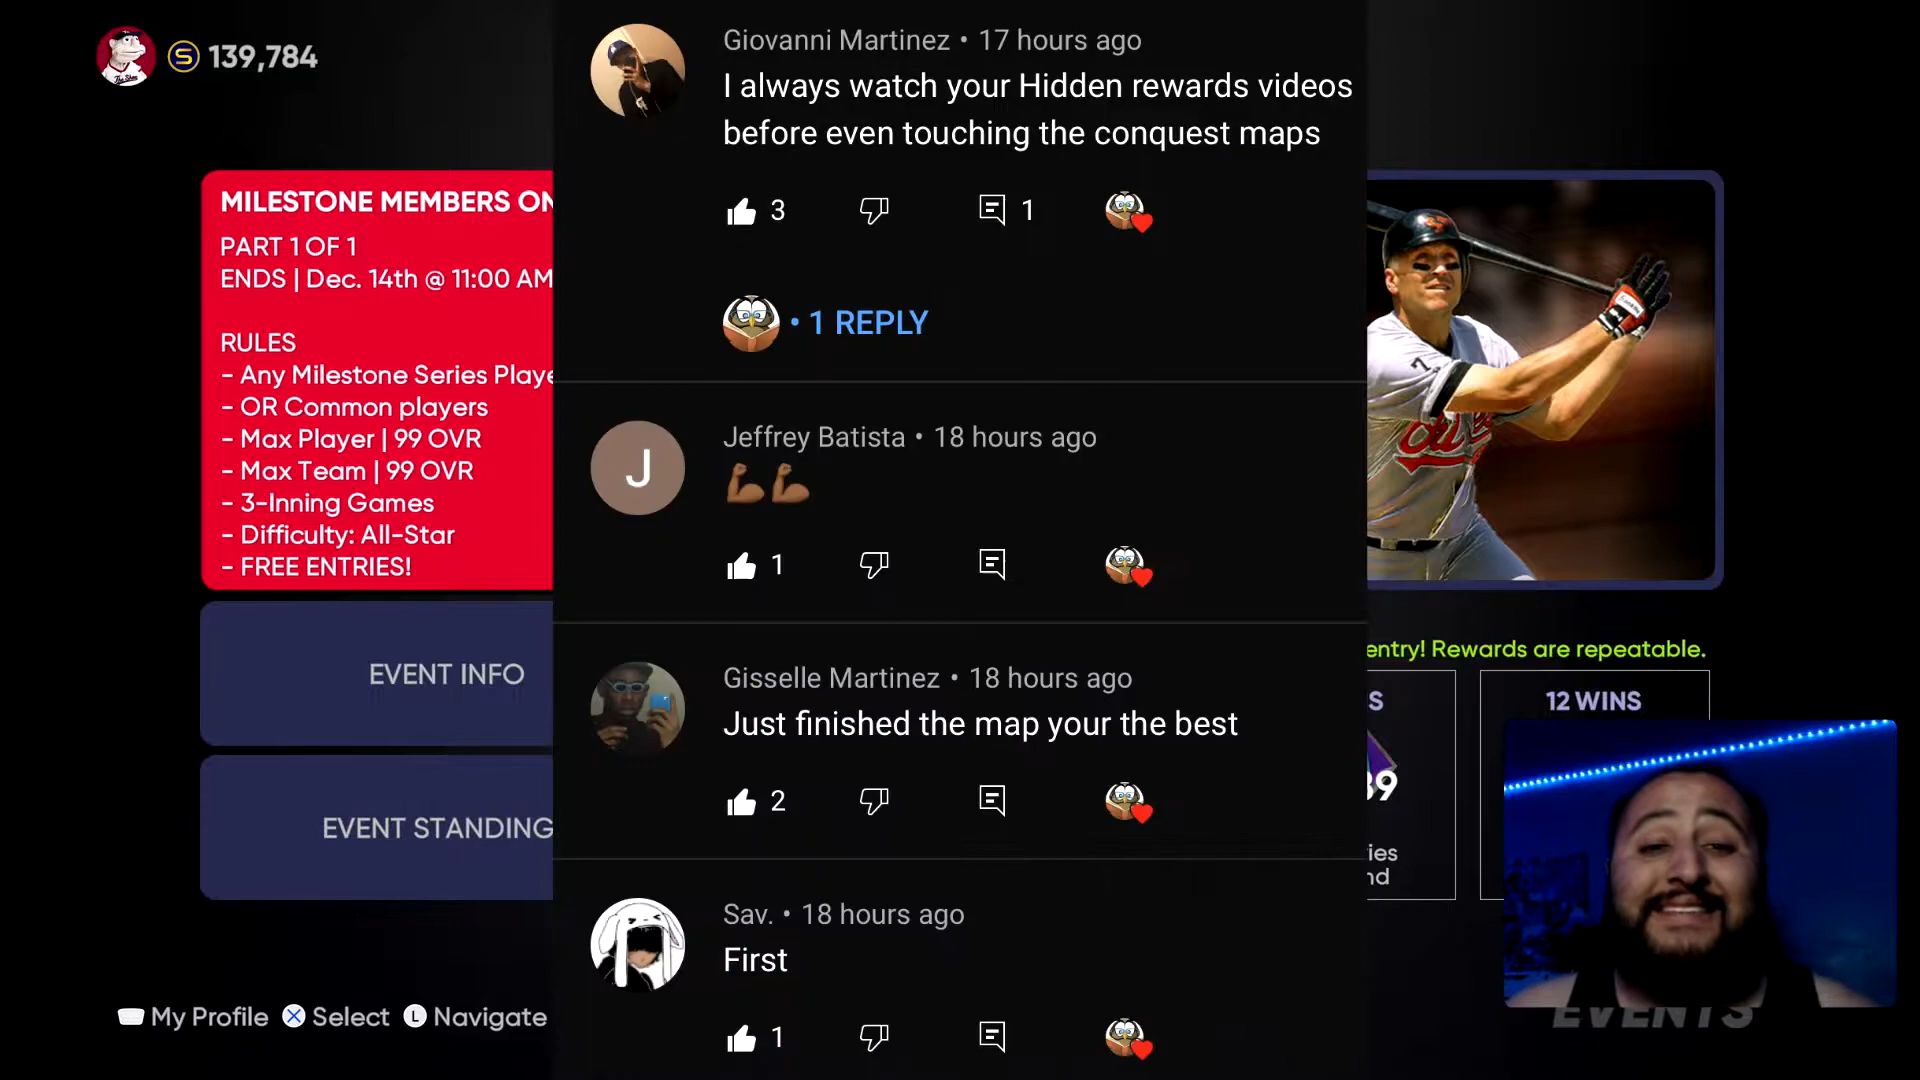 139,784
MILESTONE MEMBERS ON
PART 1 OF 1
ENDS | Dec. 14th @ 11:00 AM
RULES
- Any Milestone Series Playe
- OR Common players
- Max Player | 99 OVR
- Max Team | 99 OVR
- 3-Inning Games
- Difficulty: All-Star
- FREE ENTRIES!
EVENT INFO
EVENT STANDING
My Profile Select L Navigate
Giovanni Martinez • 17 hours ago
I always watch your Hidden rewards videos
before even touching the conquest maps
3 1
• 1 REPLY
J
Jeffrey Batista • 18 hours ago
1
Gisselle Martinez • 18 hours ago
Just finished the map your the best
2
Sav. • 18 hours ago
First
1
7
entry! Rewards are repeatable.
S
12 WINS
39
ies
nd
EVENTS